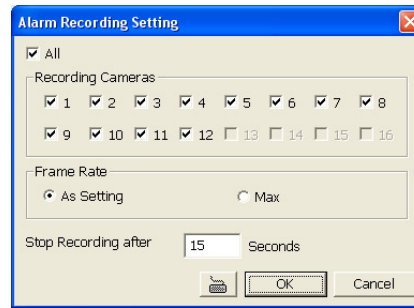 Alarm Recording Setting
All
Recording Cameras
1 2 3 4 5 6 7 8
9 10 11 12 13 14 15 16
Frame Rate
As Setting Max
Stop Recording after 15 Seconds
OK Cancel